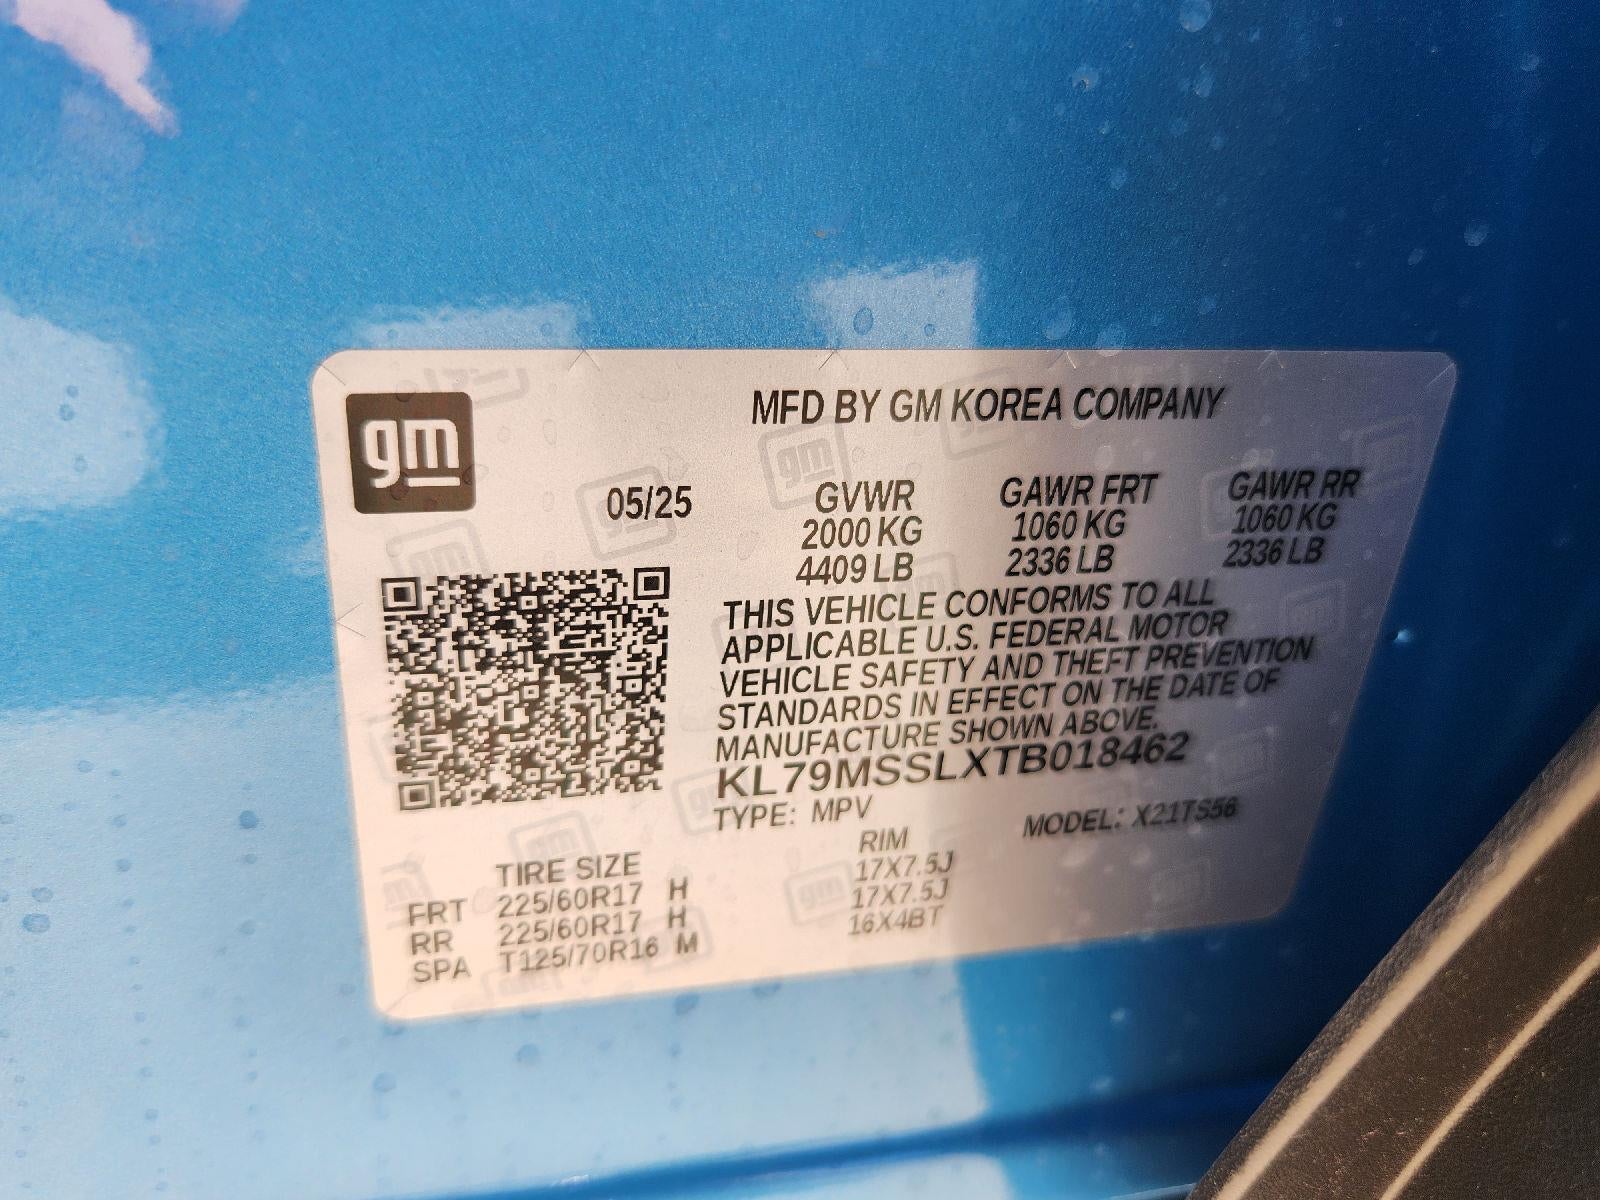 gm
MFD BY GM KOREA COMPANY
05/25 GVWR GAWR FRT GAWR RR
2000 KG 1060 KG 1060 KG
4409 LB 2336 LB 2336 LB
THIS VEHICLE CONFORMS TO ALL
APPLICABLE U.S. FEDERAL MOTOR
VEHICLE SAFETY AND THEFT PREVENTION
STANDARDS IN EFFECT ON THE DATE OF
MANUFACTURE SHOWN ABOVE.
KL79MSSLXTB018462
TYPE: MPV MODEL: X21TS56
TIRE SIZE RIM
FRT 225/60R17 H 17X7.5J
RR 225/60R17 H 17X7.5J
SPA T125/70R16 M 16X4BT